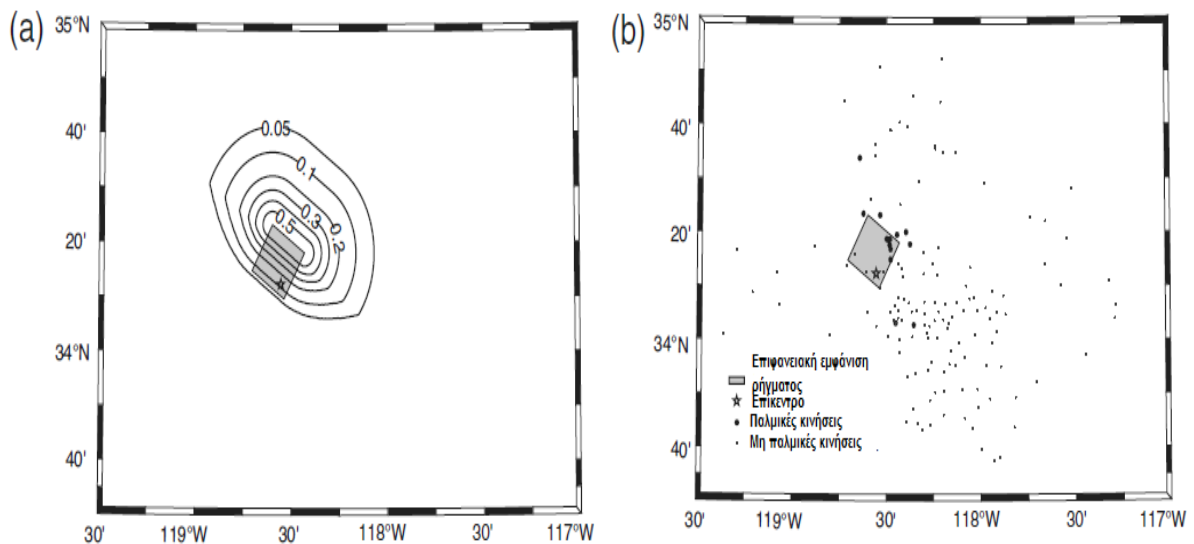 (a)
35°N
40'
20'
34°N
40'
30'
119°W
30'
118°W
30'
117°W
0.05
0.1
0.3
0.5
0.2
(b)
35°N
40'
20'
34°N
40'
30'
119°W
30'
118°W
30'
117°W
Επιφανειακή εμφάνιση
ρήγματος
Επίκεντρο
Παλμικές κινήσεις
Μη παλμικές κινήσεις